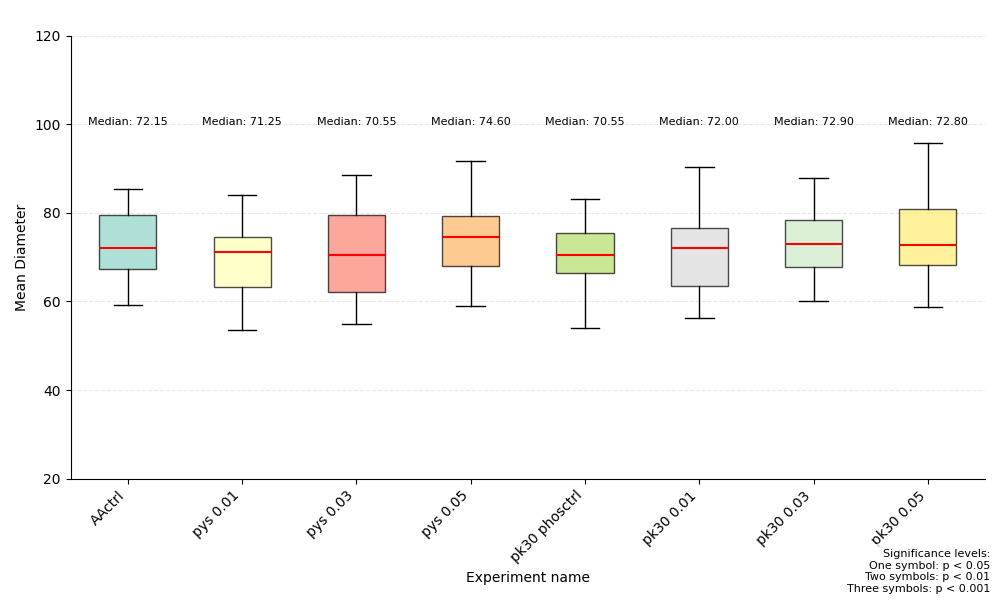 120
100
80
60
40
20
Mean Diameter
Median: 72.15
Median: 71.25
Median: 70.55
Median: 74.60
Median: 70.55
Median: 72.00
Median: 72.90
Median: 72.80
AActrl
pys 0.01
pys 0.03
pys 0.05
pk30 phosctrl
pk30 0.01
pk30 0.03
pk30 0.05
Experiment name
Significance levels:
One symbol: p < 0.05
Two symbols: p < 0.01
Three symbols: p < 0.001